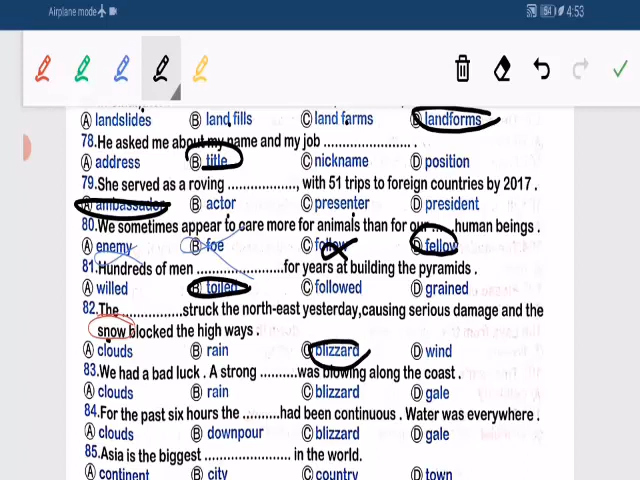 Airplane mode 54 4:53
Ⓐ landslides Ⓑ land fills Ⓒ land farms Ⓓ landforms
78.He asked me about my name and my job ..................... .
Ⓐ address Ⓑ title Ⓒ nickname Ⓓ position
79.She served as a roving ................, with 51 trips to foreign countries by 2017 .
Ⓐ ambassador Ⓑ actor Ⓒ presenter Ⓓ president
80.We sometimes appear to care more for animals than for our ..... human beings .
Ⓐ enemy Ⓑ foe Ⓒ follow Ⓓ fellow
81.Hundreds of men .....................for years at building the pyramids .
Ⓐ willed Ⓑ toiled Ⓒ followed Ⓓ grained
82.The ...............struck the north-east yesterday,causing serious damage and the
snow blocked the high ways .
Ⓐ clouds Ⓑ rain Ⓒ blizzard Ⓓ wind
83.We had a bad luck . A strong ..........was blowing along the coast .
Ⓐ clouds Ⓑ rain Ⓒ blizzard Ⓓ gale
84.For the past six hours the ..........had been continuous . Water was everywhere .
Ⓐ clouds Ⓑ downpour Ⓒ blizzard Ⓓ gale
85.Asia is the biggest ........................ in the world.
Ⓐ continent Ⓑ city Ⓒ country Ⓓ town